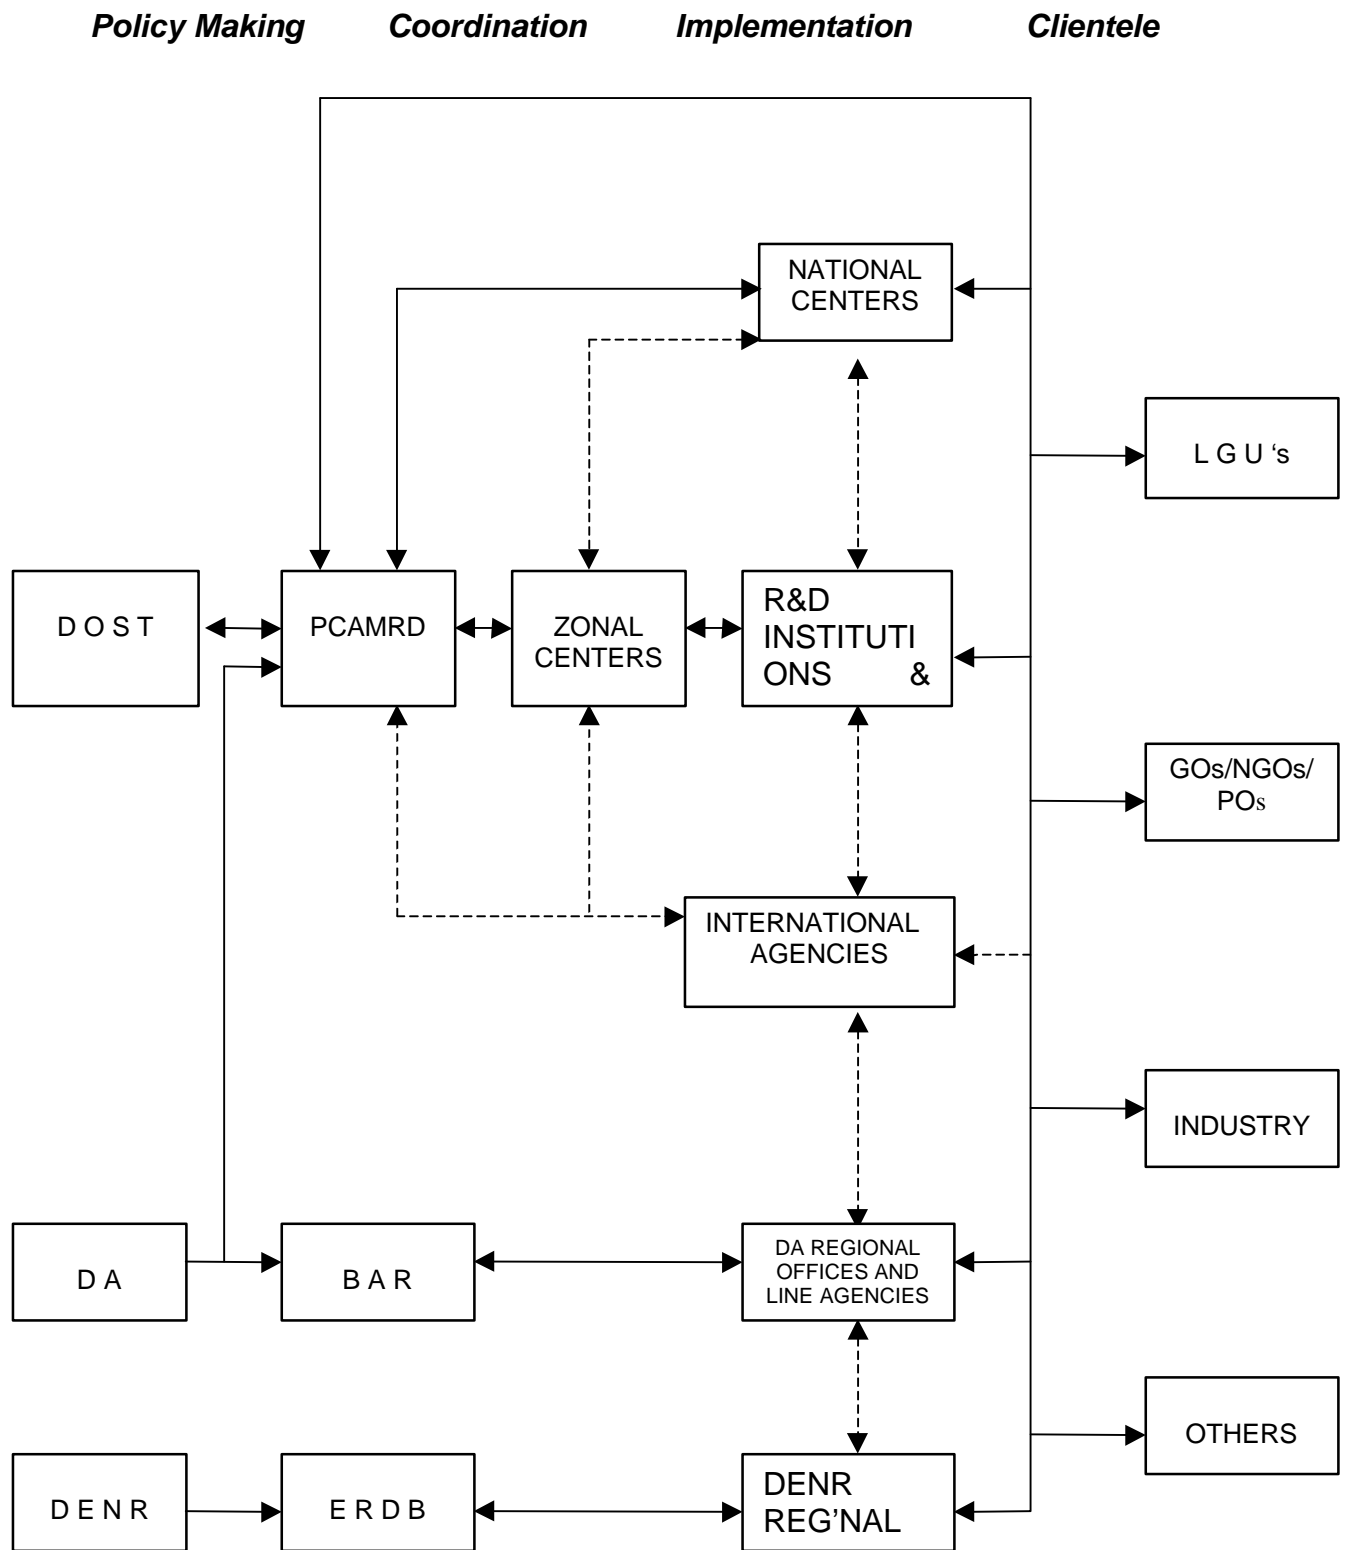 Policy Making Coordination Implementation Clientele
NATIONAL
CENTERS
L G U ‘s
D O S T
PCAMRD
ZONAL
CENTERS
R&D
INSTITUTI
ONS &
GOs/NGOs/
POs
INTERNATIONAL
AGENCIES
INDUSTRY
D A
B A R
DA REGIONAL
OFFICES AND
LINE AGENCIES
OTHERS
D E N R
E R D B
DENR
REG’NAL